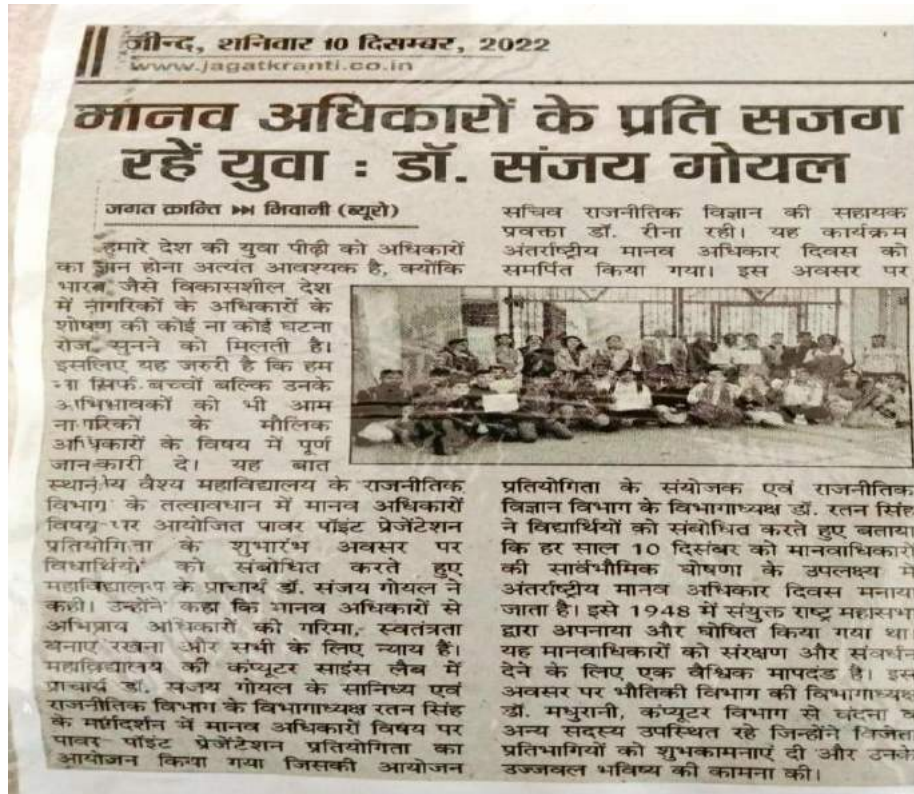 जीन्द, शनिवार 10 दिसम्बर, 2022
www.jagatkranti.co.in
मानव अधिकारों के प्रति सजग
रहें युवा : डॉ. संजय गोयल
जगत क्रान्ति ▸▸ भिवानी (ब्यूरो)
हमारे देश की युवा पीढ़ी को अधिकारों
का ज्ञान होना अत्यंत आवश्यक है, क्योंकि
भारत जैसे विकासशील देश
में नागरिकों के अधिकारों के
शोषण की कोई ना कोई घटना
रोज सुनने को मिलती है।
इसलिए यह जरुरी है कि हम
ना सिर्फ बच्चों बल्कि उनके
अभिभावकों को भी आम
नागरिकों के मौलिक
अधिकारों के विषय में पूर्ण
जानकारी दे। यह बात
स्थानीय वैश्य महाविद्यालय के राजनीतिक
विभाग के तत्वावधान में मानव अधिकारों
विषय पर आयोजित पावर पॉइंट प्रेजेंटेशन
प्रतियोगिता के शुभारंभ अवसर पर
विधार्थियों को संबोधित करते हुए
महाविद्यालय के प्राचार्य डॉ. संजय गोयल ने
कही। उन्होंने कहा कि मानव अधिकारों से
अभिप्राय अधिकारों की गरिमा, स्वतंत्रता
बनाए रखना और सभी के लिए न्याय हैं।
महाविद्यालय की कंप्यूटर साइंस लैब में
प्राचार्य डॉ. संजय गोयल के सानिध्य एवं
राजनीतिक विभाग के विभागाध्यक्ष रतन सिंह
के मार्गदर्शन में मानव अधिकारों विषय पर
पावर पॉइंट प्रेजेंटेशन प्रतियोगिता का
आयोजन किया गया जिसकी आयोजन
सचिव राजनीतिक विज्ञान की सहायक
प्रवक्ता डॉ. रीना रही। यह कार्यक्रम
अंतर्राष्ट्रीय मानव अधिकार दिवस को
समर्पित किया गया। इस अवसर पर
प्रतियोगिता के संयोजक एवं राजनीतिक
विज्ञान विभाग के विभागाध्यक्ष डॉ. रतन सिंह
ने विद्यार्थियों को संबोधित करते हुए बताया
कि हर साल 10 दिसंबर को मानवाधिकारों
की सार्वभौमिक घोषणा के उपलक्ष्य में
अंतर्राष्ट्रीय मानव अधिकार दिवस मनाया
जाता है। इसे 1948 में संयुक्त राष्ट्र महासभा
द्वारा अपनाया और घोषित किया गया था।
यह मानवाधिकारों को संरक्षण और संवर्धन
देने के लिए एक वैश्विक मापदंड है। इस
अवसर पर भौतिकी विभाग की विभागाध्यक्ष
डॉ. मधुरानी, कंप्यूटर विभाग से वंदना व
अन्य सदस्य उपस्थित रहे जिन्होंने विजेता
प्रतिभागियों को शुभकामनाएं दी और उनके
उज्जवल भविष्य की कामना की।